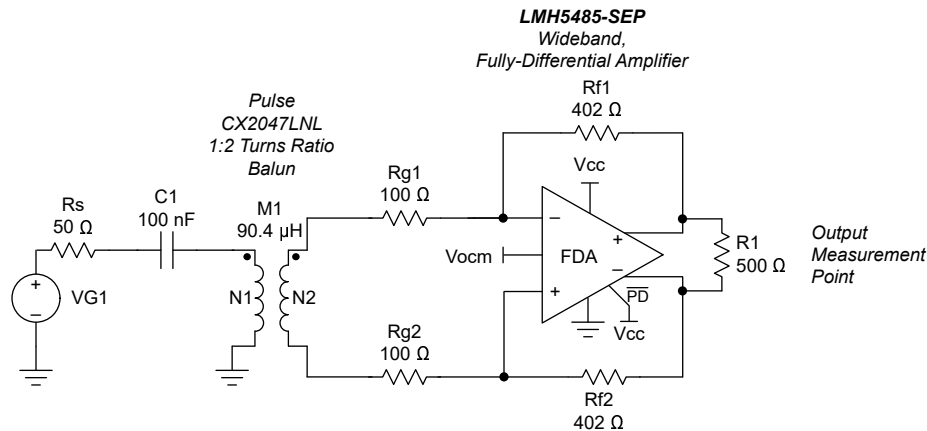 LMH5485-SEP
Wideband,
Fully-Differential Amplifier
Rf1
402 Ω
Pulse
CX2047LNL
1:2 Turns Ratio
Balun
Vcc
Rg1
100 Ω
C1
100 nF
M1
90.4 µH
Rs
50 Ω
−
+
FDA
Vocm
R1
500 Ω
Output
Measurement
Point
+
−
VG1
N1
N2
+
−
PD
Vcc
Rg2
100 Ω
Rf2
402 Ω